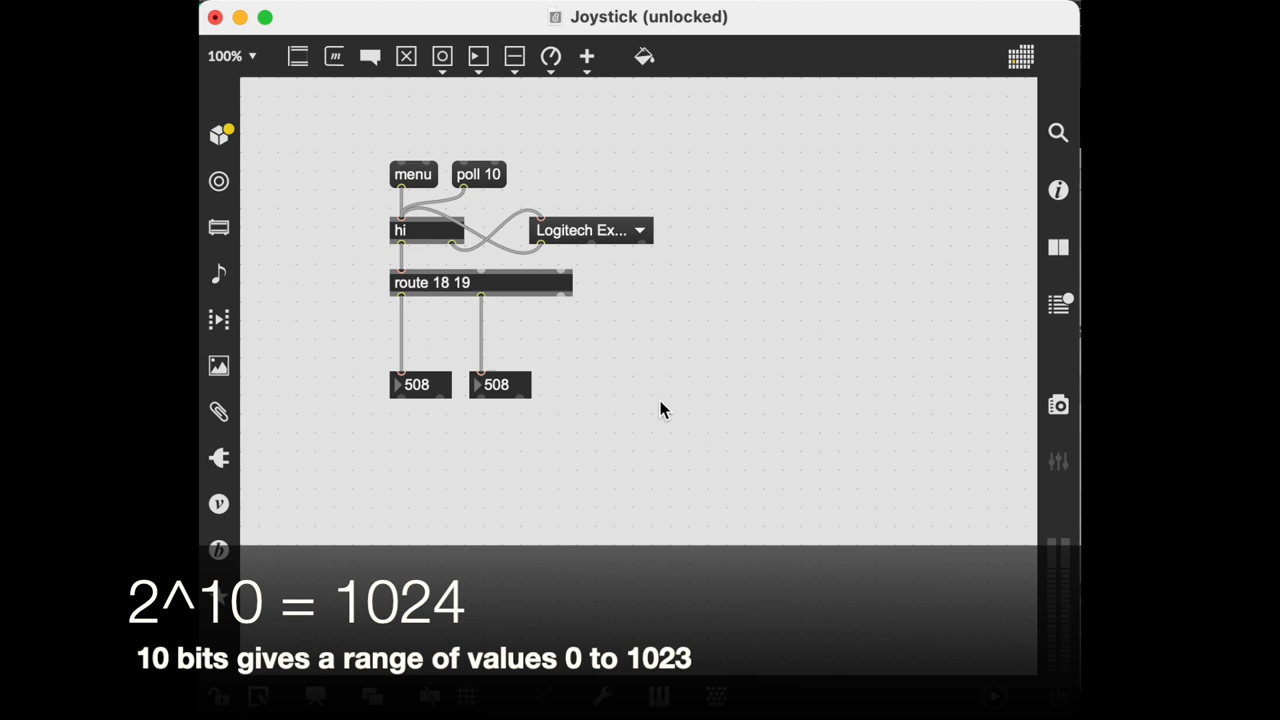 Joystick (unlocked)
100%
menu
poll 10
hi
Logitech Ex...
route 18 19
508
508
2^10 = 1024
10 bits gives a range of values 0 to 1023